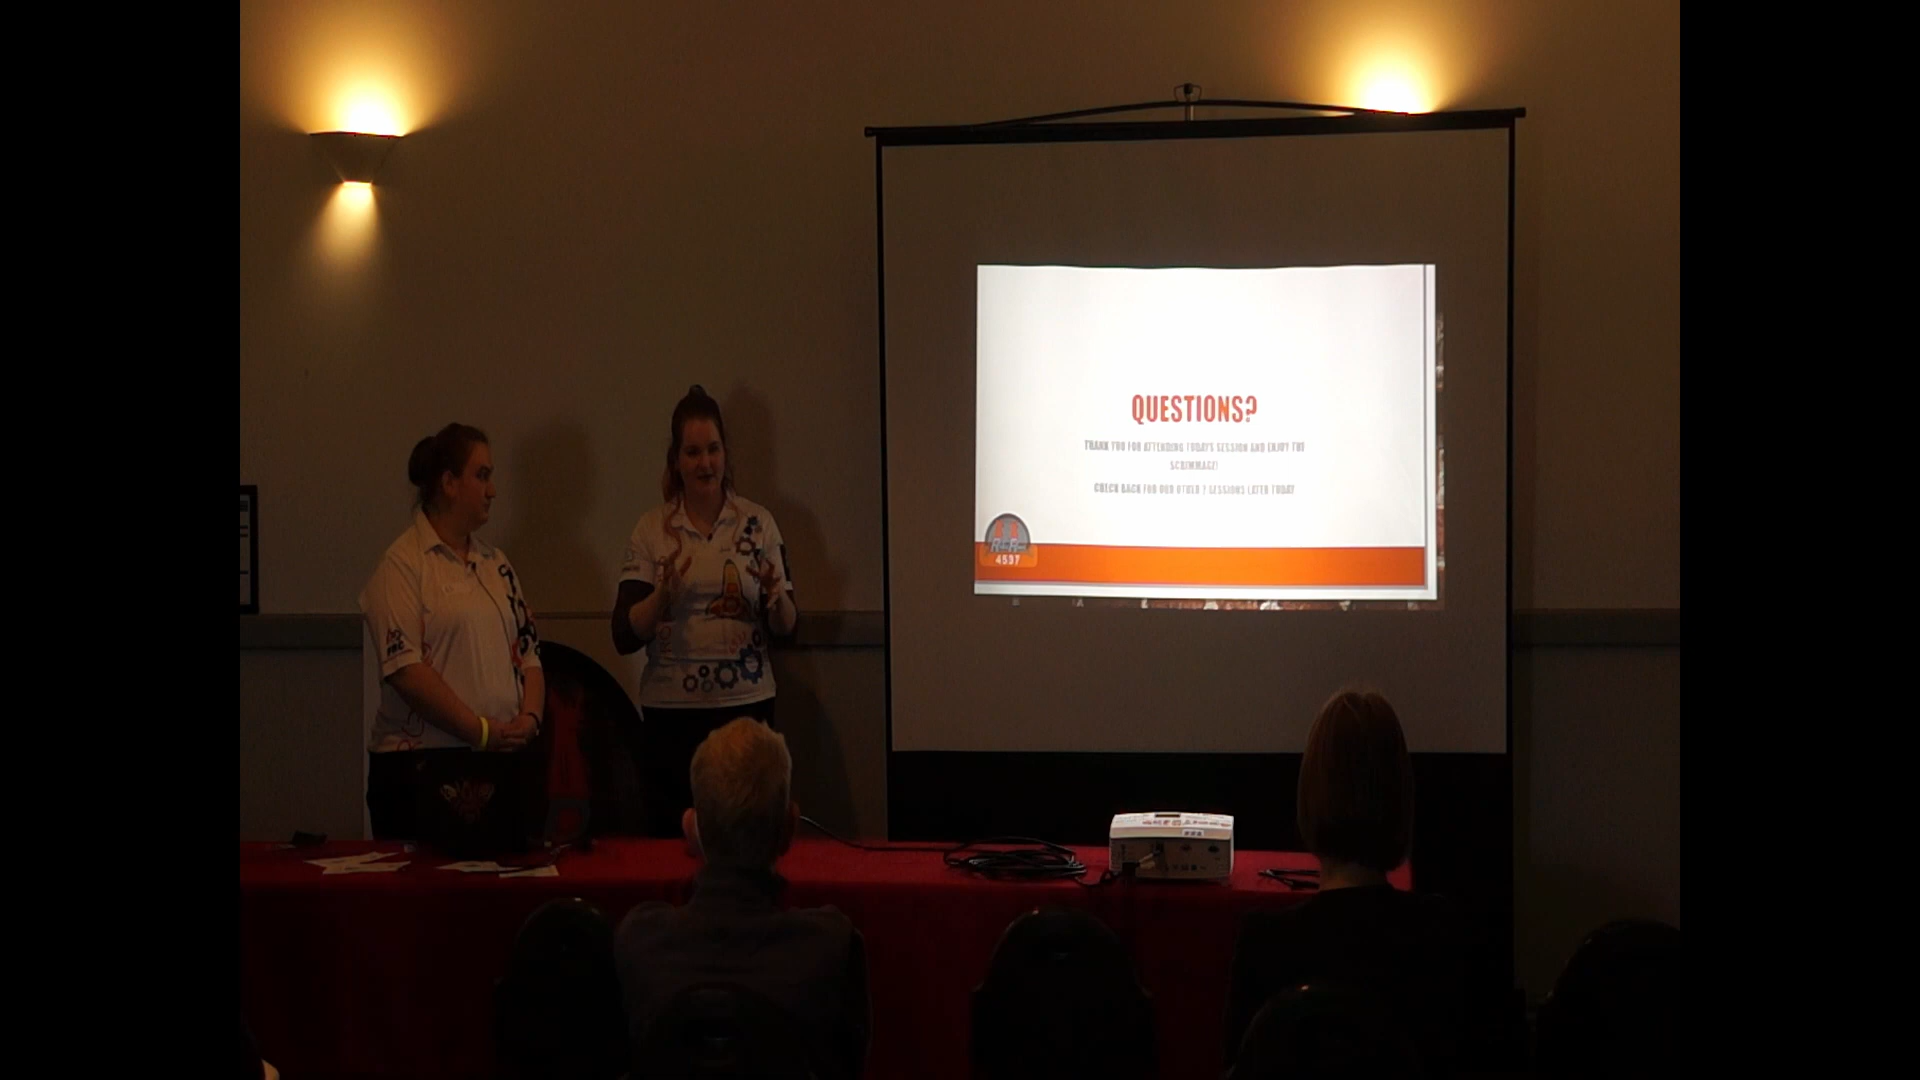 QUESTIONS?
THANK YOU FOR ATTENDING TODAYS SESSION AND ENJOY THE
SCRIMMAGE!
CHECK BACK FOR OUR OTHER 2 SESSIONS LATER TODAY
4537